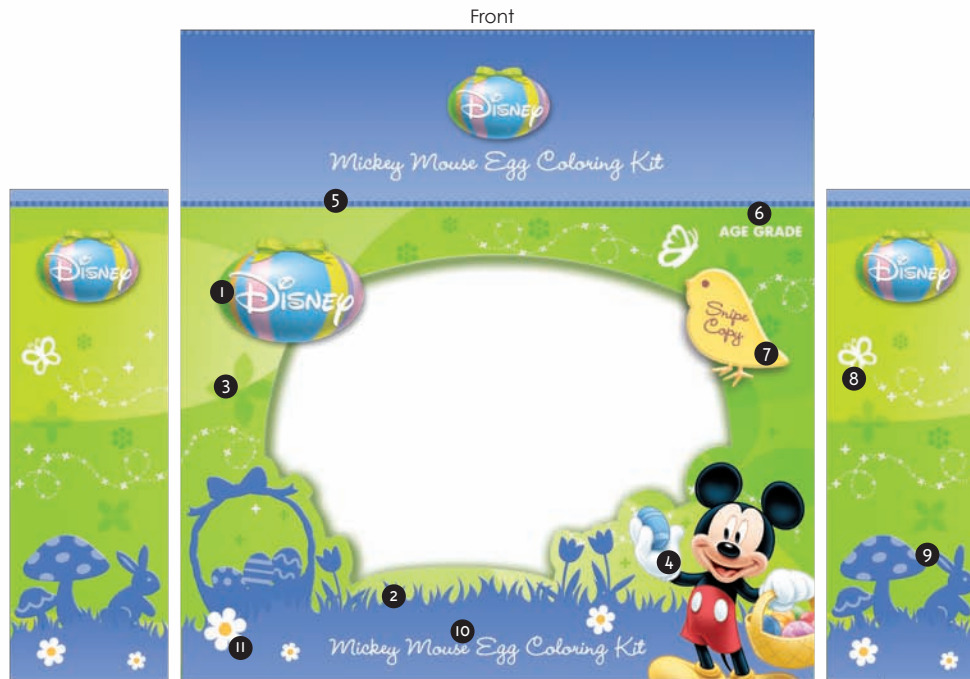 Front
Disney
Mickey Mouse Egg Coloring Kit
5
6
AGE GRADE
Disney
1
Disney
Disney
Snipe
Copy
7
8
3
4
9
2
10
Mickey Mouse Egg Coloring Kit
11